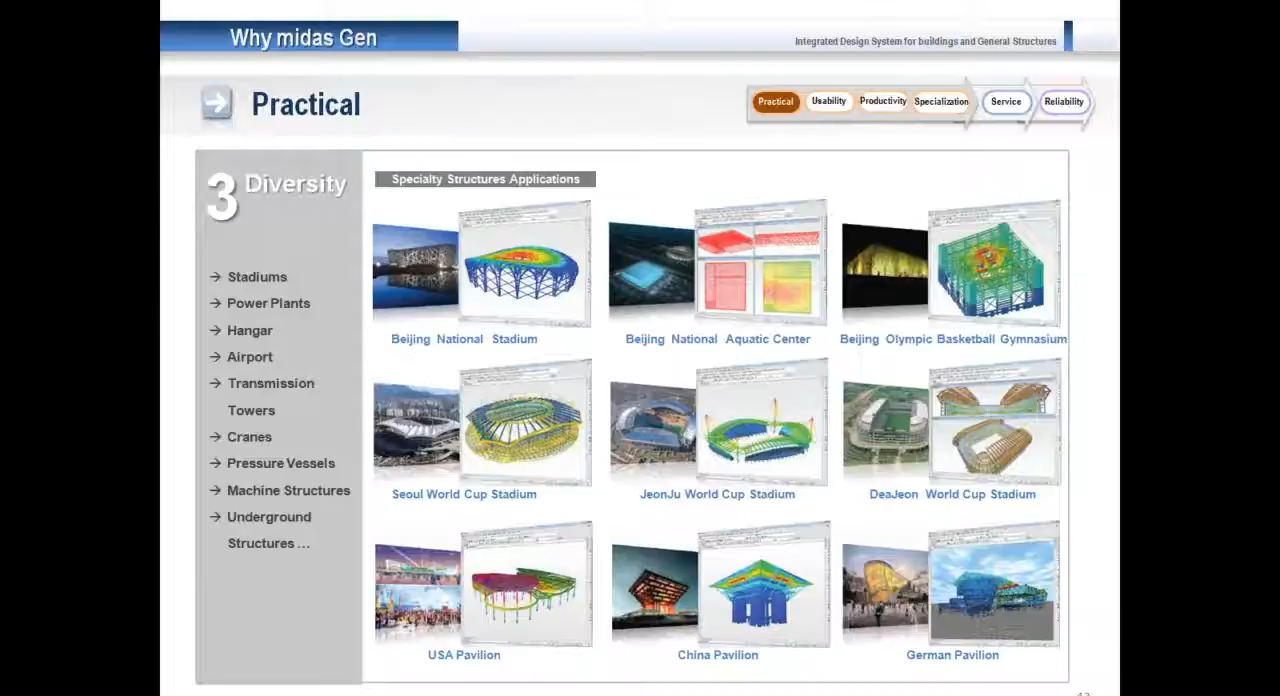 Why midas Gen
Integrated Design System for buildings and General Structures
Practical
Practical Usability Productivity Specialization Service Reliability
3 Diversity
→ Stadiums
→ Power Plants
→ Hangar
→ Airport
→ Transmission
Towers
→ Cranes
→ Pressure Vessels
→ Machine Structures
→ Underground
Structures ...
Specialty Structures Applications
Beijing National Stadium
Beijing National Aquatic Center
Beijing Olympic Basketball Gymnasium
Seoul World Cup Stadium
JeonJu World Cup Stadium
DeaJeon World Cup Stadium
USA Pavilion
China Pavilion
German Pavilion